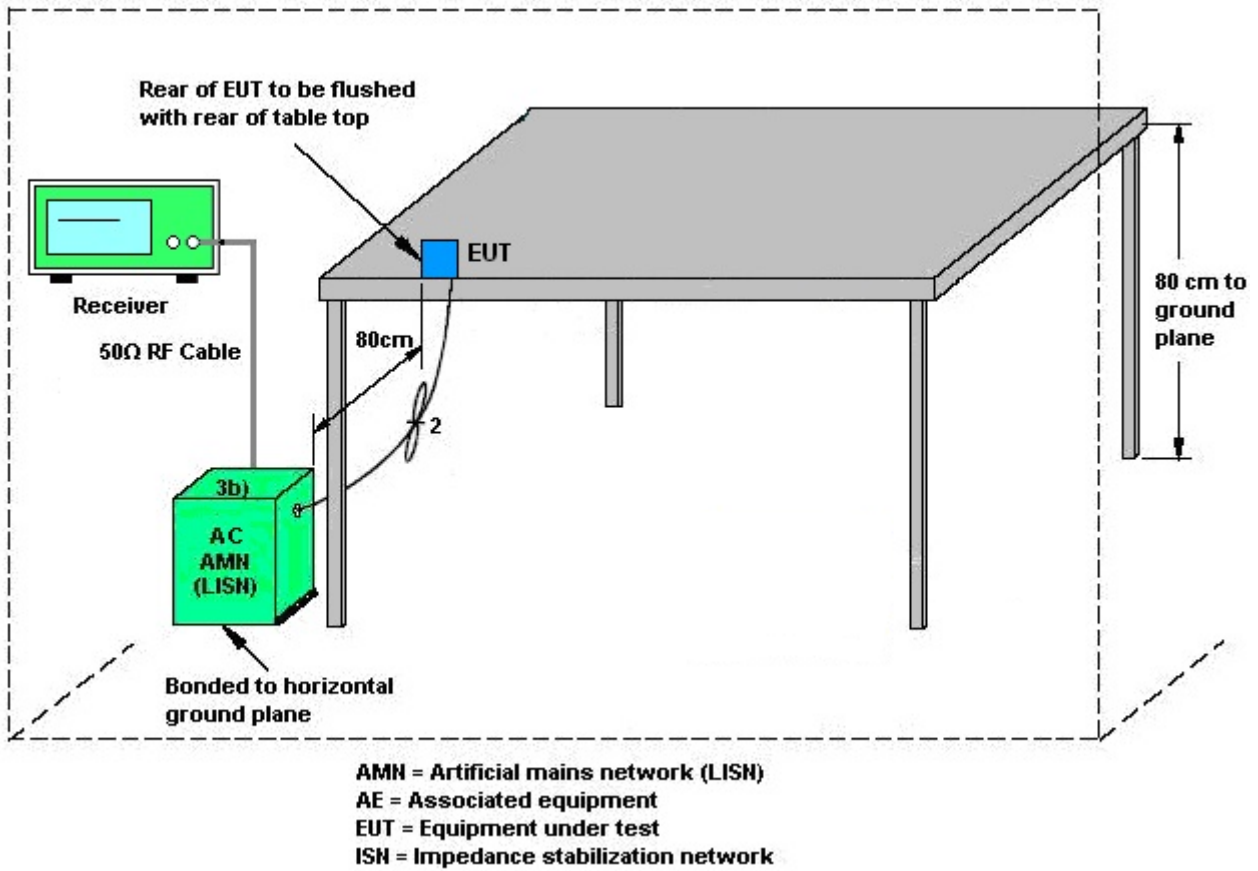 Rear of EUT to be flushed
with rear of table top
EUT
Receiver
50Ω RF Cable
80cm
80 cm to
ground
plane
2
3b)
AC
AMN
(LISN)
Bonded to horizontal
ground plane
AMN = Artificial mains network (LISN)
AE = Associated equipment
EUT = Equipment under test
ISN = Impedance stabilization network